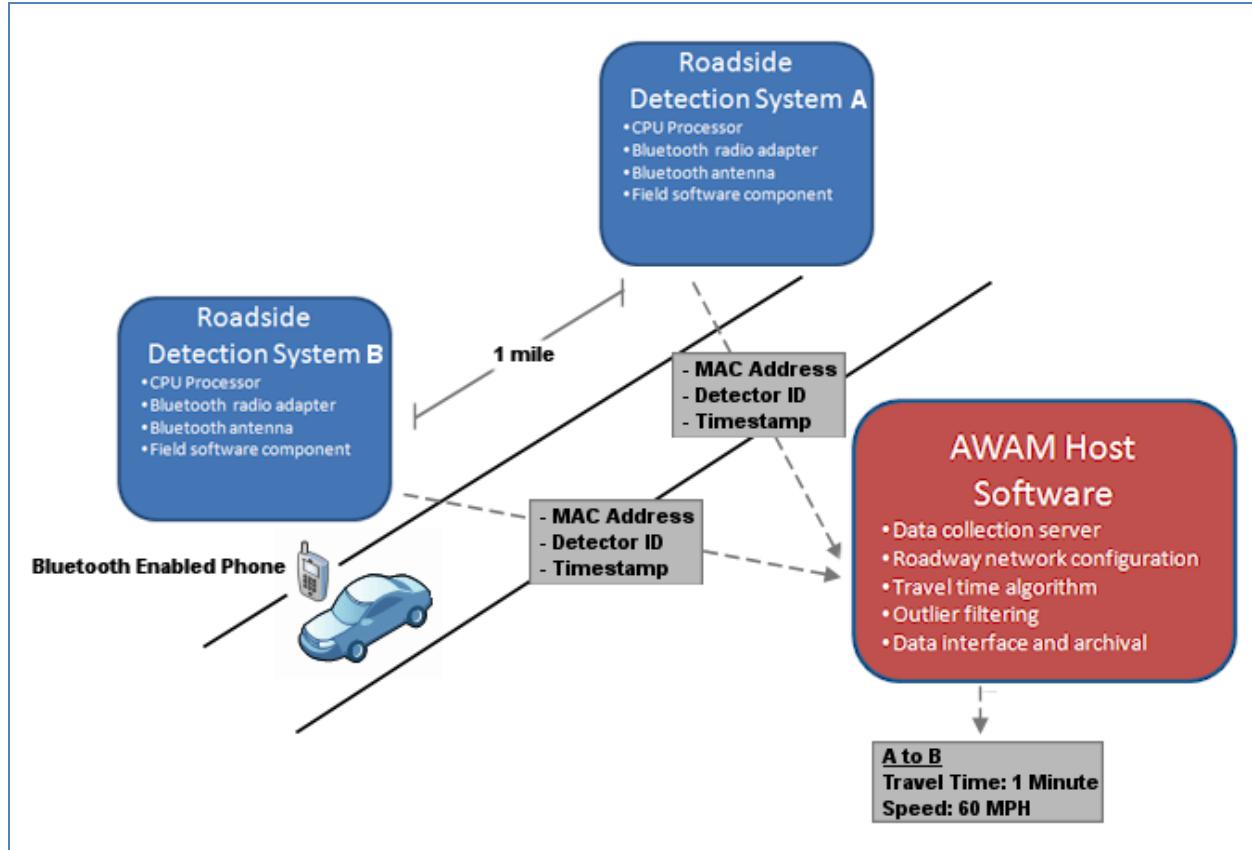 Roadside
Detection System A
•CPU Processor
•Bluetooth radio adapter
•Bluetooth antenna
•Field software component
Roadside
Detection System B
•CPU Processor
•Bluetooth radio adapter
•Bluetooth antenna
•Field software component
1 mile
- MAC Address
- Detector ID
- Timestamp
- MAC Address
- Detector ID
- Timestamp
Bluetooth Enabled Phone
AWAM Host
Software
•Data collection server
•Roadway network configuration
•Travel time algorithm
•Outlier filtering
•Data interface and archival
A to B
Travel Time: 1 Minute
Speed: 60 MPH